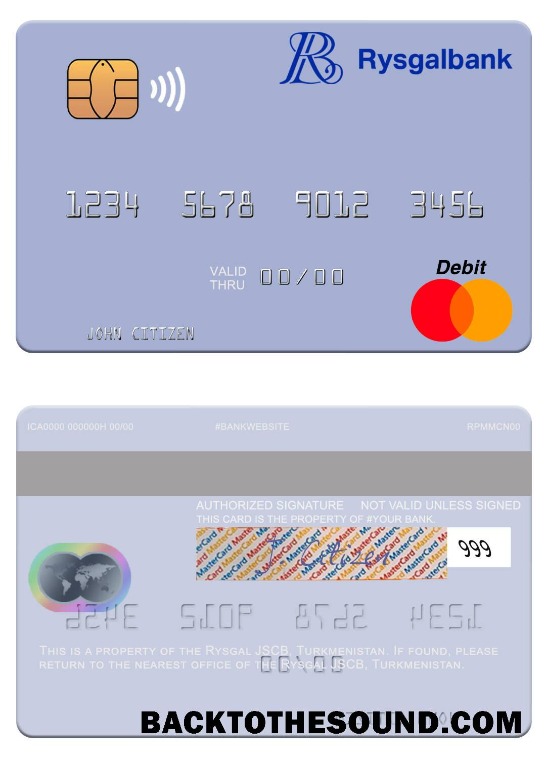 Rysgalbank
1234 5678 9012 3456
VALID THRU 00/00
Debit
JOHN CITIZEN
ICA0000 000000H 00/00 #BANKWEBSITE RPMMCN00
AUTHORIZED SIGNATURE NOT VALID UNLESS SIGNED
THIS CARD IS THE PROPERTY OF #YOUR BANK.
MasterCard MasterCard MasterCard
999
THIS IS A PROPERTY OF THE RYSGAL JSCB, TURKMENISTAN. IF FOUND, PLEASE
RETURN TO THE NEAREST OFFICE OF THE RYSGAL JSCB, TURKMENISTAN.
BACKTOTHESOUND.COM